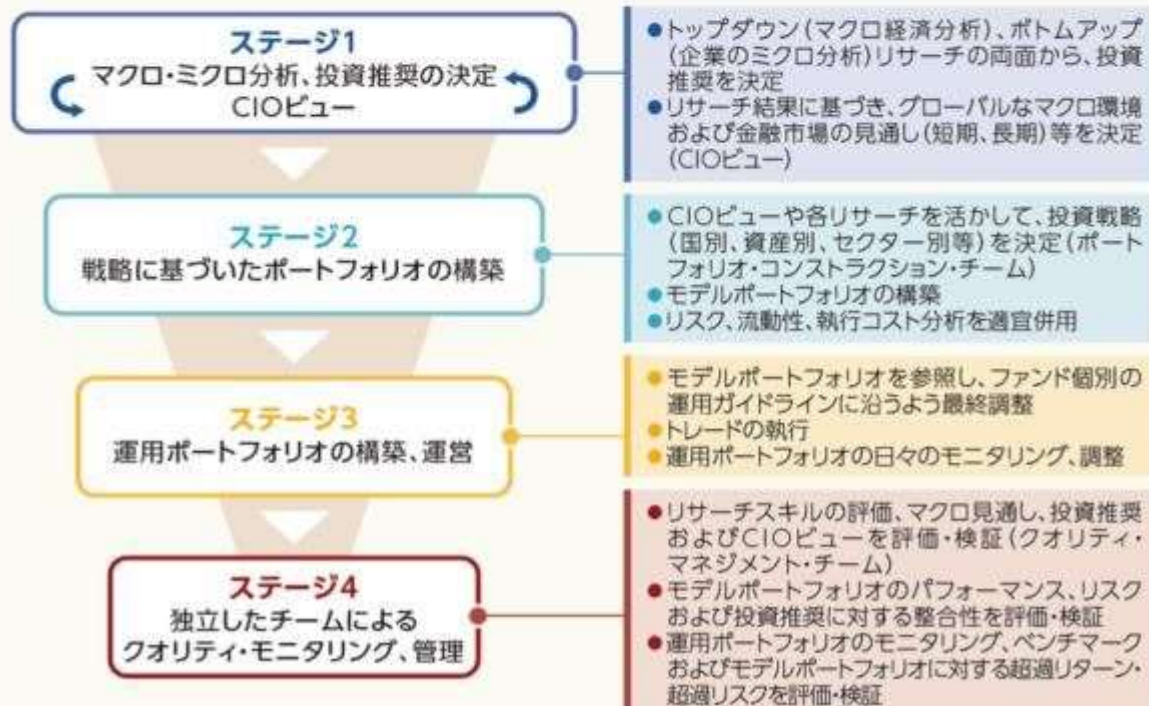 ステージ1
マクロ・ミクロ分析、投資推奨の決定
CIOビュー
●トップダウン(マクロ経済分析)、ボトムアップ
(企業のミクロ分析)リサーチの両面から、投資
推奨を決定
●リサーチ結果に基づき、グローバルなマクロ環境
および金融市場の見通し(短期、長期)等を決定
(CIOビュー)
ステージ2
戦略に基づいたポートフォリオの構築
●CIOビューや各リサーチを活かして、投資戦略
(国別、資産別、セクター別等)を決定(ポート
フォリオ・コンストラクション・チーム)
●モデルポートフォリオの構築
●リスク、流動性、執行コスト分析を適宜併用
ステージ3
運用ポートフォリオの構築、運営
●モデルポートフォリオを参照し、ファンド個別の
運用ガイドラインに沿うよう最終調整
●トレードの執行
●運用ポートフォリオの日々のモニタリング、調整
ステージ4
独立したチームによる
クオリティ・モニタリング、管理
●リサーチスキルの評価、マクロ見通し、投資推奨
およびCIOビューを評価・検証(クオリティ・
マネジメント・チーム)
●モデルポートフォリオのパフォーマンス、リスク
および投資推奨に対する整合性を評価・検証
●運用ポートフォリオのモニタリング、ベンチマーク
およびモデルポートフォリオに対する超過リターン・
超過リスクを評価・検証